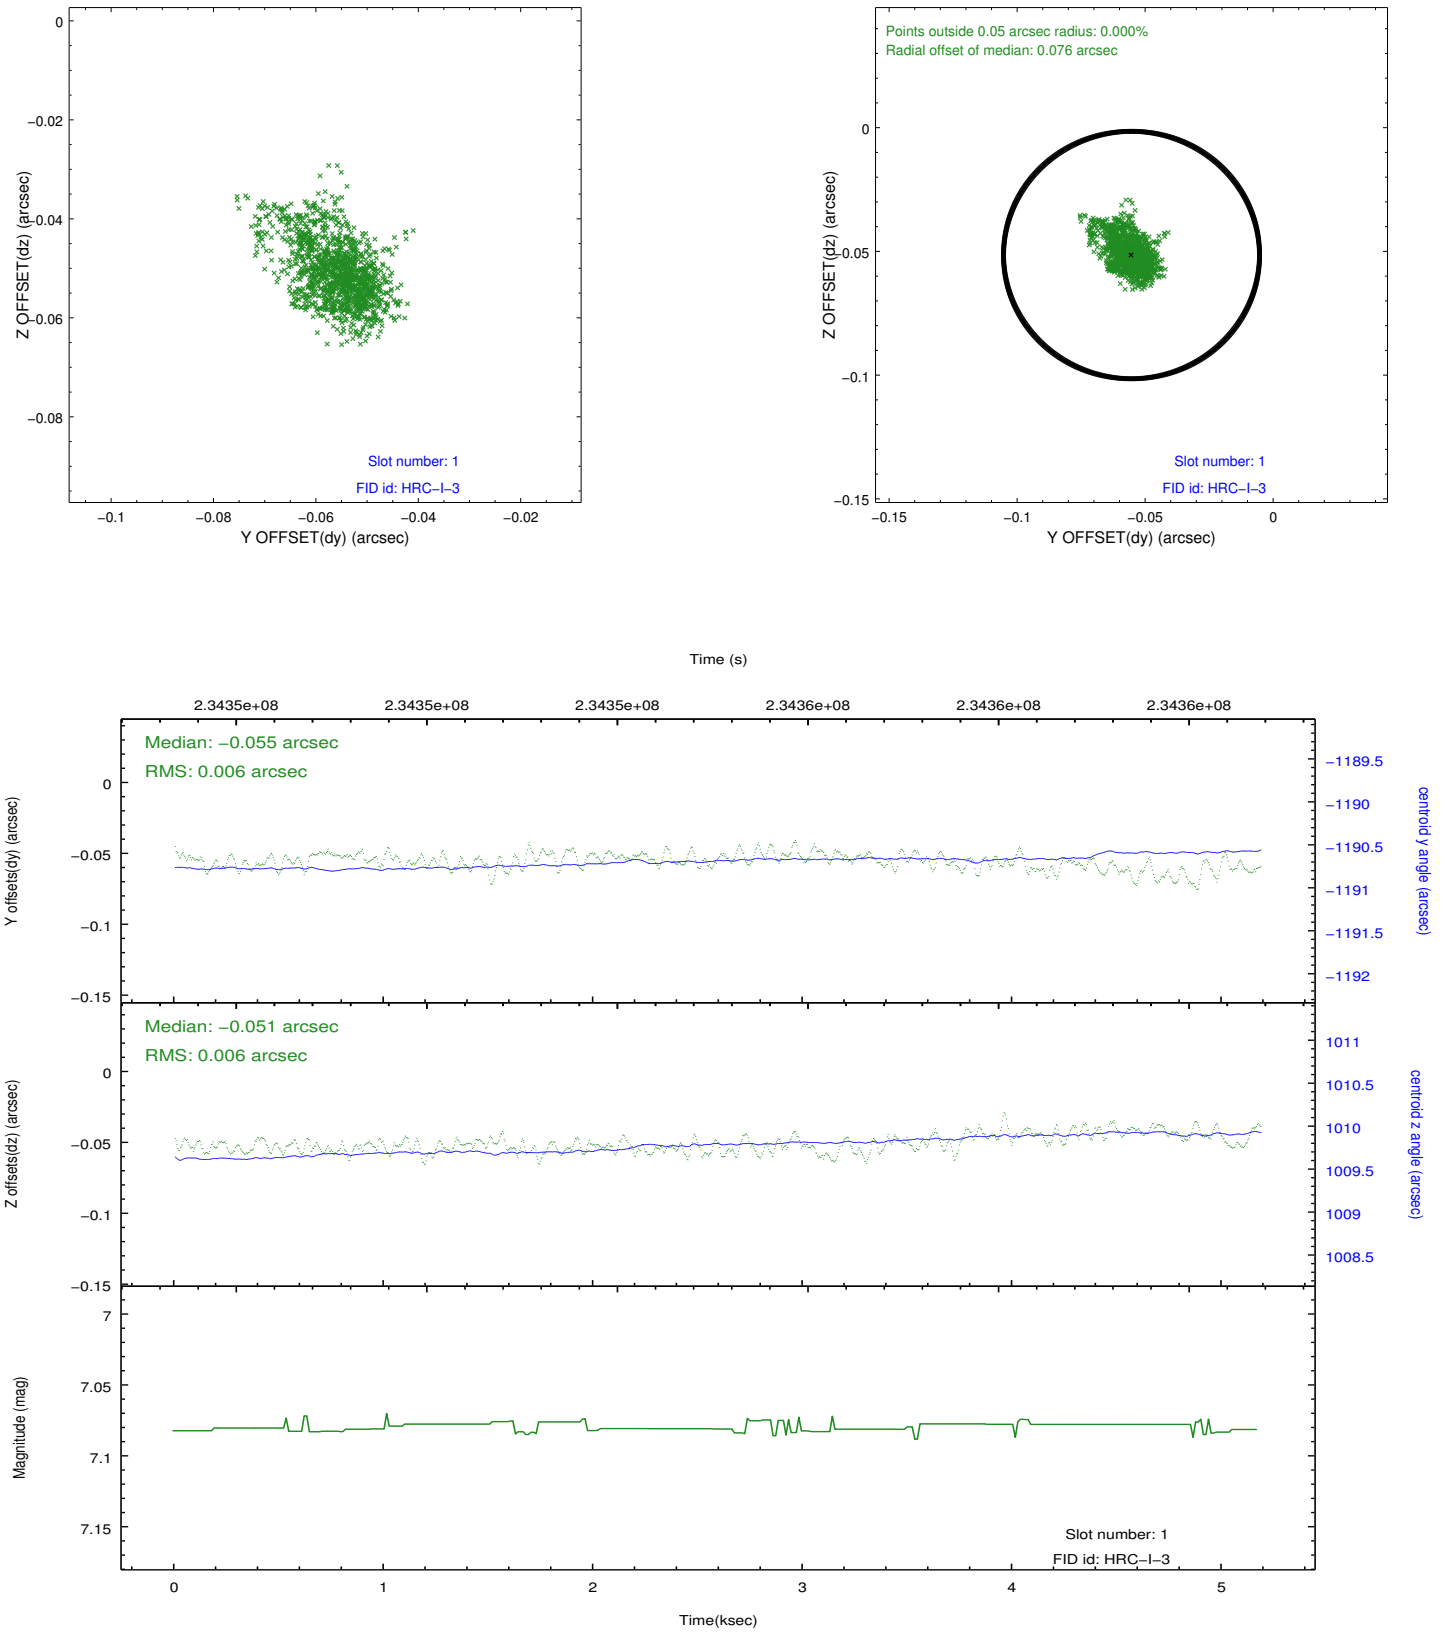 0
−0.02
−0.04
−0.06
−0.08
Z OFFSET(dz) (arcsec)
Slot number: 1
FID id: HRC−I−3
−0.1
−0.08
−0.06
−0.04
−0.02
Y OFFSET(dy) (arcsec)
Points outside 0.05 arcsec radius: 0.000%
Radial offset of median: 0.076 arcsec
0
−0.05
−0.1
−0.15
Z OFFSET(dz) (arcsec)
Slot number: 1
FID id: HRC−I−3
−0.15
−0.1
−0.05
0
Y OFFSET(dy) (arcsec)
Time (s)
2.3435e+08
2.3435e+08
2.3435e+08
2.3436e+08
2.3436e+08
2.3436e+08
Median: −0.055 arcsec
RMS: 0.006 arcsec
0
−0.05
−0.1
−0.15
Y offsets(dy) (arcsec)
−1189.5
−1190
−1190.5
−1191
−1191.5
−1192
centroid y angle (arcsec)
Median: −0.051 arcsec
RMS: 0.006 arcsec
0
−0.05
−0.1
−0.15
Z offsets(dz) (arcsec)
1011
1010.5
1010
1009.5
1009
1008.5
centroid z angle (arcsec)
7
7.05
7.1
7.15
Magnitude (mag)
Slot number: 1
FID id: HRC−I−3
0
1
2
3
4
5
Time(ksec)